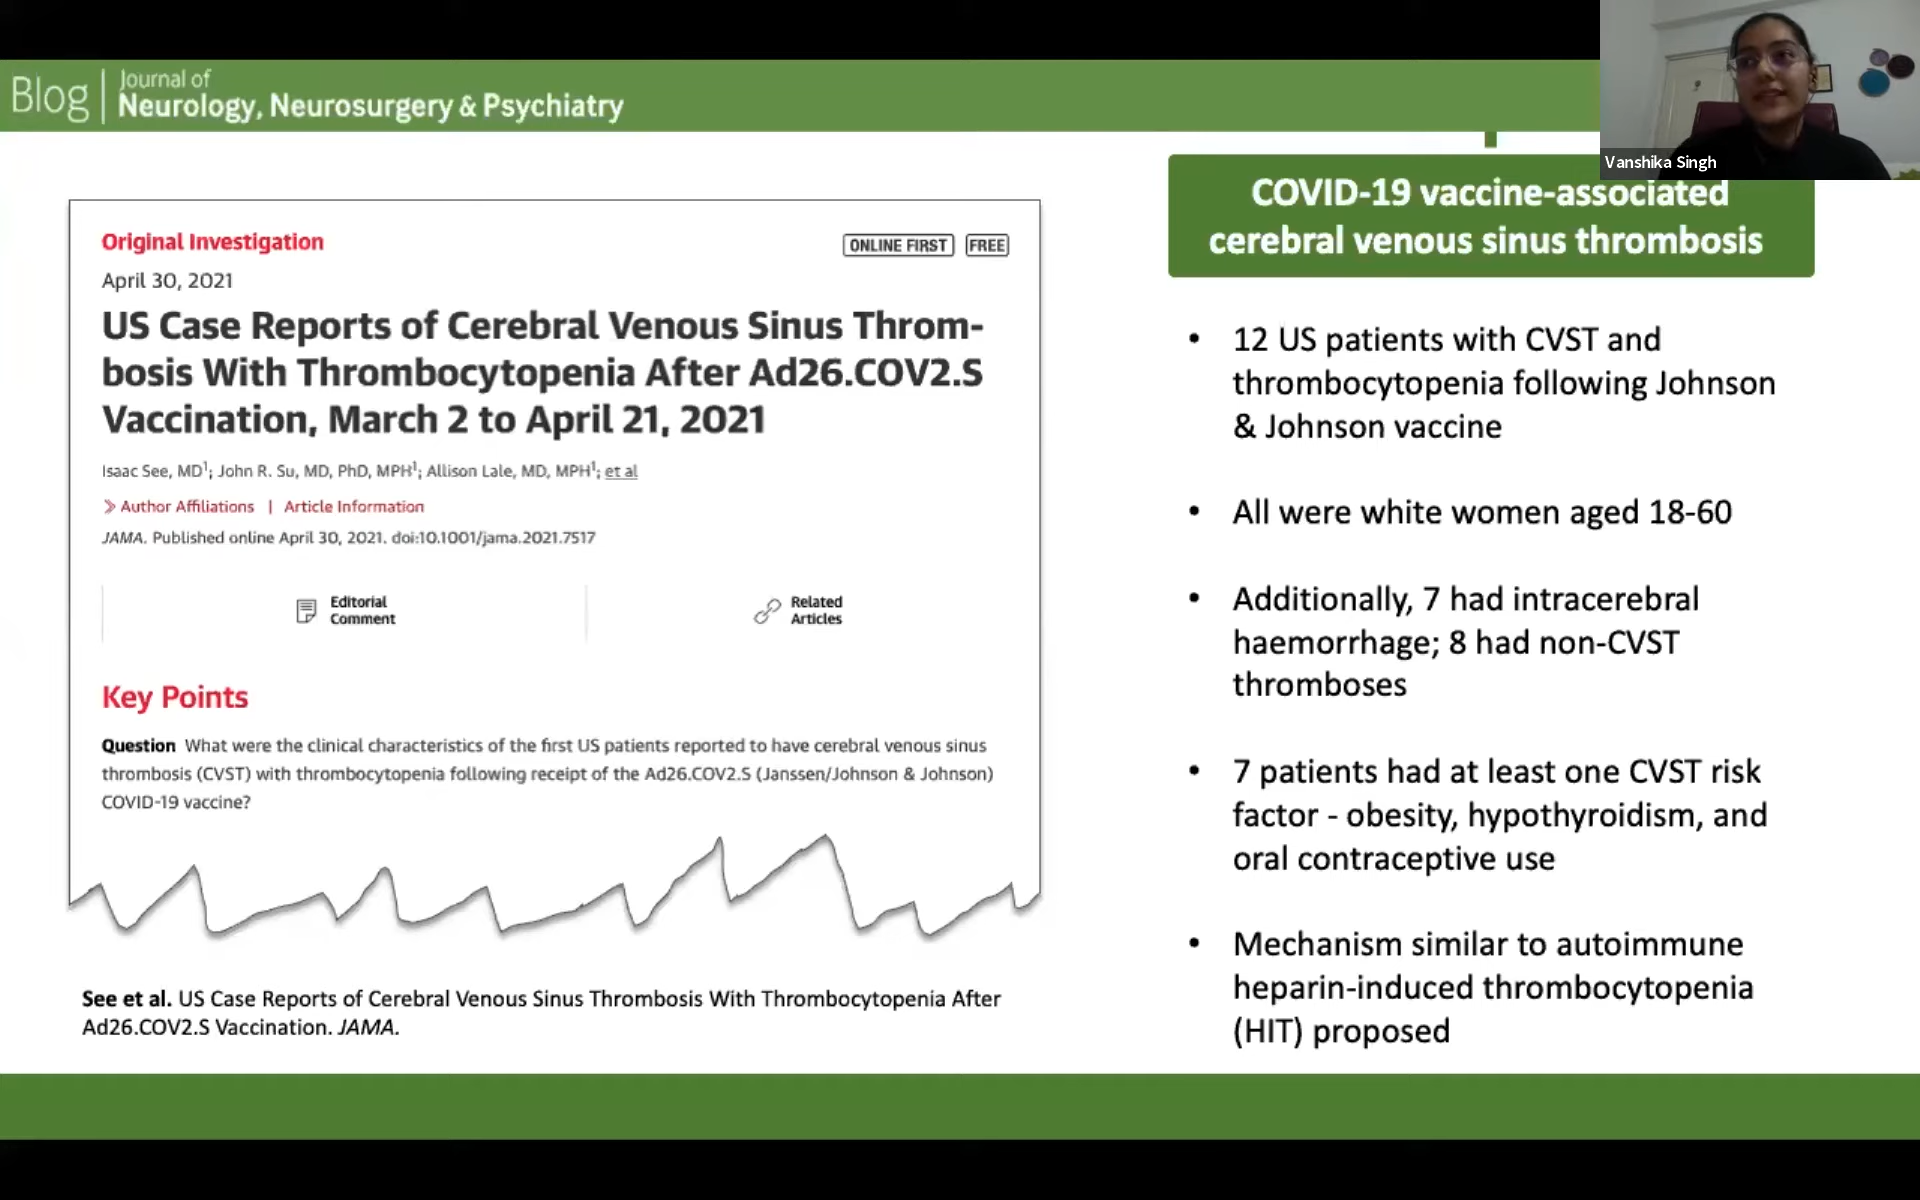 Blog | Journal of
Neurology, Neurosurgery & Psychiatry
Vanshika Singh
Original Investigation
ONLINE FIRST FREE
April 30, 2021
US Case Reports of Cerebral Venous Sinus Throm-
bosis With Thrombocytopenia After Ad26.COV2.S
Vaccination, March 2 to April 21, 2021
Isaac See, MD1; John R. Su, MD, PhD, MPH1; Allison Lale, MD, MPH1; et al
Author Affiliations | Article Information
JAMA. Published online April 30, 2021. doi:10.1001/jama.2021.7517
Editorial
Comment
Related
Articles
Key Points
Question What were the clinical characteristics of the first US patients reported to have cerebral venous sinus
thrombosis (CVST) with thrombocytopenia following receipt of the Ad26.COV2.S (Janssen/Johnson & Johnson)
COVID-19 vaccine?
See et al. US Case Reports of Cerebral Venous Sinus Thrombosis With Thrombocytopenia After
Ad26.COV2.S Vaccination. JAMA.
COVID-19 vaccine-associated
cerebral venous sinus thrombosis
• 12 US patients with CVST and
thrombocytopenia following Johnson
& Johnson vaccine
• All were white women aged 18-60
• Additionally, 7 had intracerebral
haemorrhage; 8 had non-CVST
thromboses
• 7 patients had at least one CVST risk
factor - obesity, hypothyroidism, and
oral contraceptive use
• Mechanism similar to autoimmune
heparin-induced thrombocytopenia
(HIT) proposed